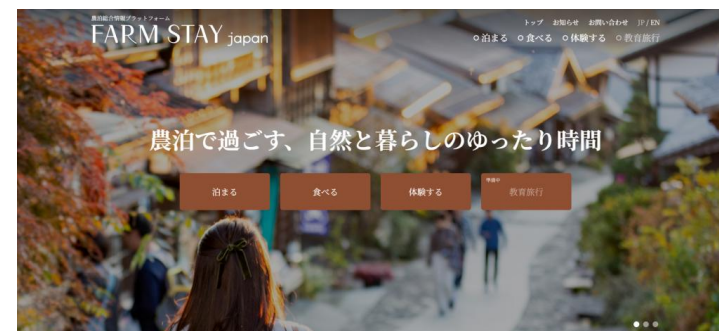 農泊総合情報プラットフォーム
FARM STAY japan
トップ お知らせ お問い合わせ JP / EN
泊まる 食べる 体験する 教育旅行
農泊で過ごす、自然と暮らしのゆったり時間
泊まる
食べる
体験する
準備中
教育旅行